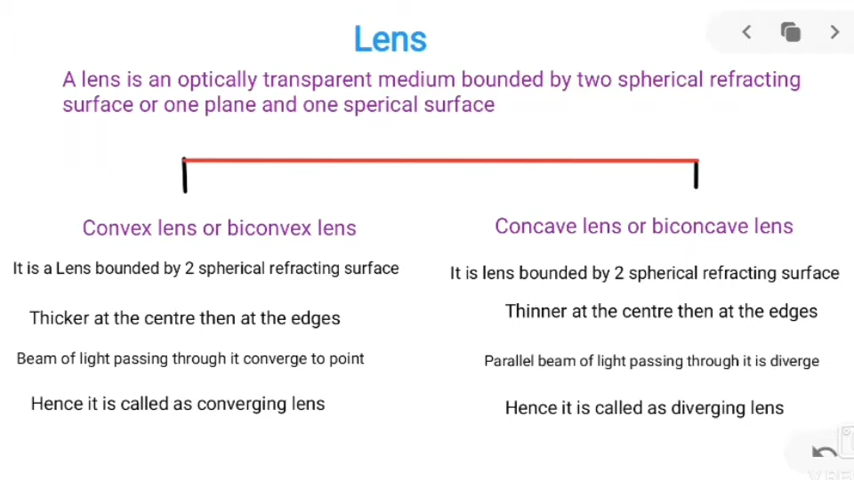 Lens
A lens is an optically transparent medium bounded by two spherical refracting
surface or one plane and one sperical surface
Convex lens or biconvex lens
It is a Lens bounded by 2 spherical refracting surface
Thicker at the centre then at the edges
Beam of light passing through it converge to point
Hence it is called as converging lens
Concave lens or biconcave lens
It is lens bounded by 2 spherical refracting surface
Thinner at the centre then at the edges
Parallel beam of light passing through it is diverge
Hence it is called as diverging lens